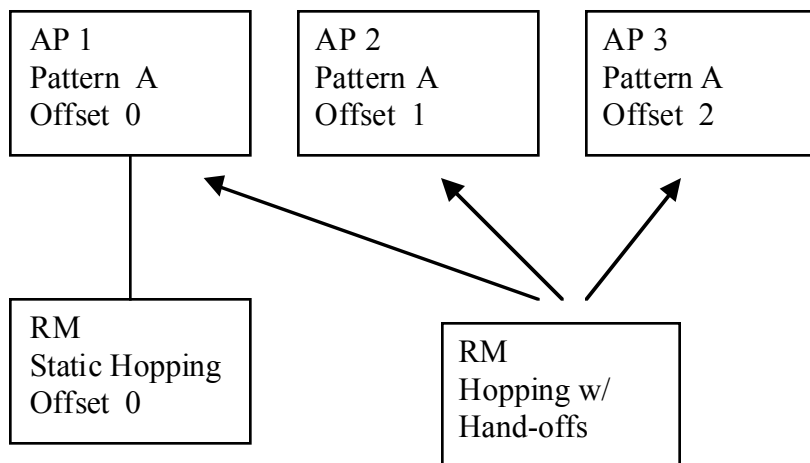 AP 1
Pattern A
Offset 0
AP 2
Pattern A
Offset 1
AP 3
Pattern A
Offset 2
RM
Static Hopping
Offset 0
RM
Hopping w/
Hand-offs